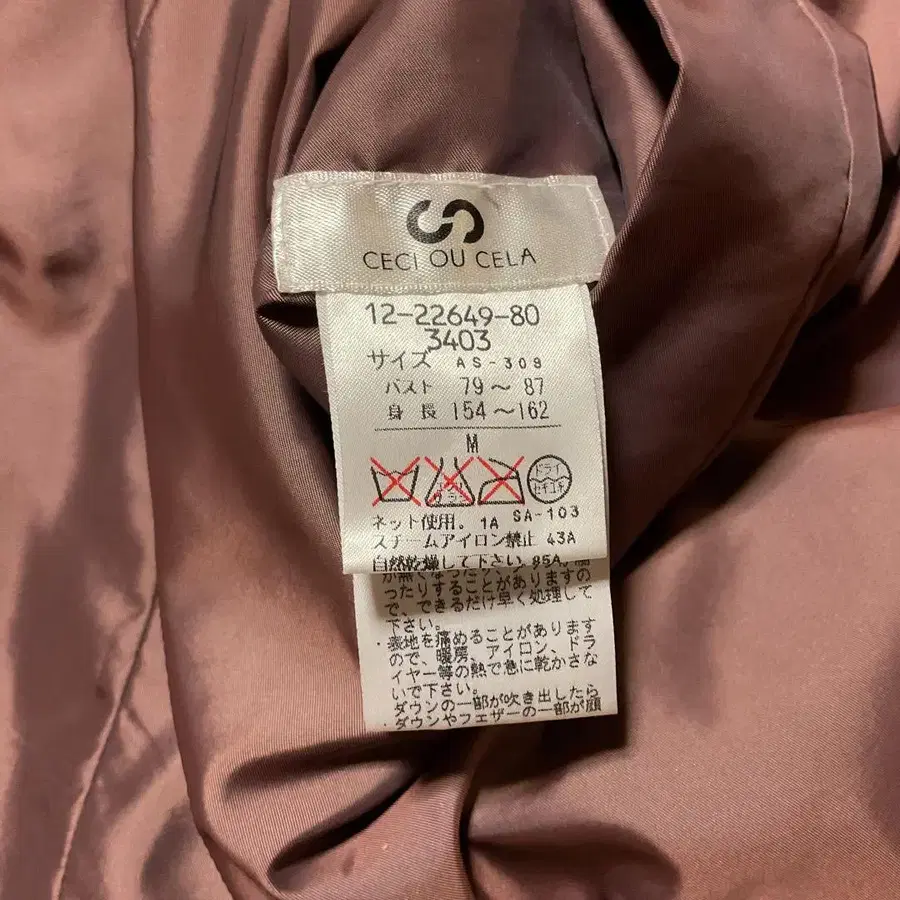 CECI OU CELA
12-22649-80
3403
サイズ AS-309
バスト 79～87
身長 154～162
M
ドライ
セキユキ
ネット使用。1A SA-103
スチームアイロン禁止 43A
自然乾燥して下さい。85A
ったりすることがありますの
で、できるだけ早く処理して
下さい。
・表地を痛めることがあります
ので、暖房、アイロン、ドラ
イヤー等の熱で急に乾かさな
いで下さい。
ダウンの一部が吹き出したら
・ダウンやフェザーの一部が顔